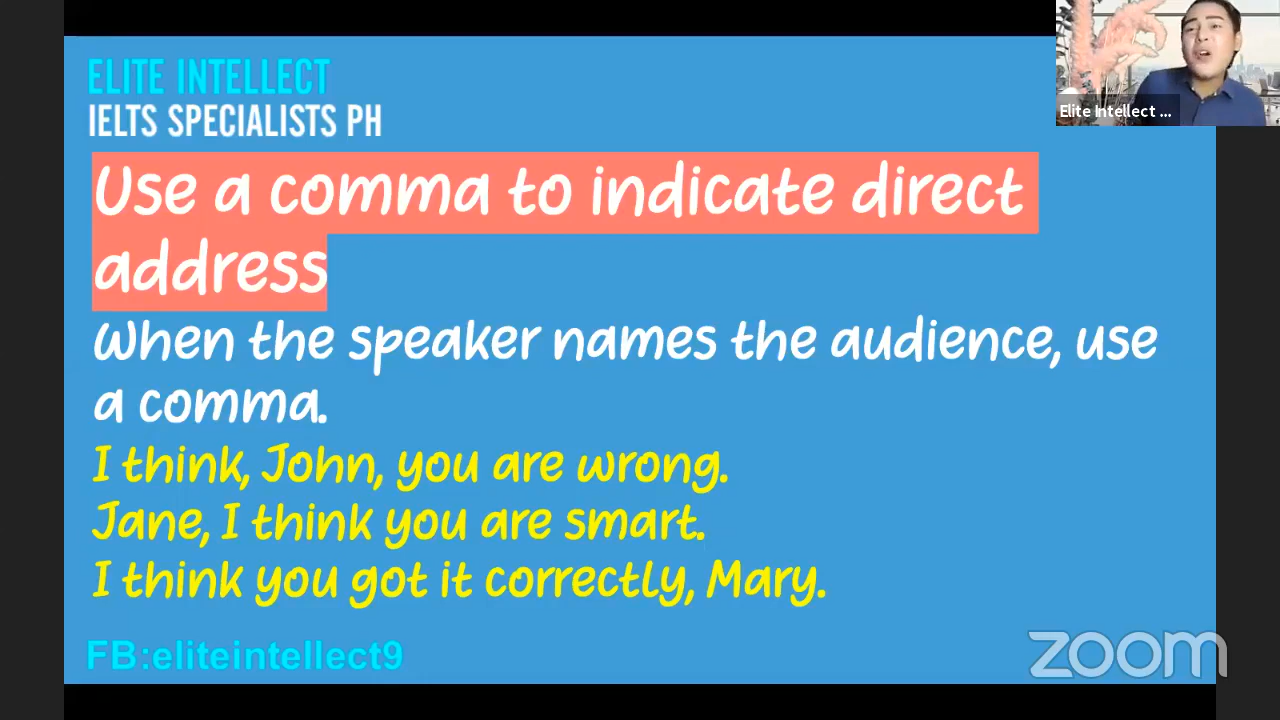 ELITE INTELLECT
IELTS SPECIALISTS PH
Elite Intellect ...
Use a comma to indicate direct
address
When the speaker names the audience, use
a comma.
I think, John, you are wrong.
Jane, I think you are smart.
I think you got it correctly, Mary.
FB:eliteintellect9
zoom